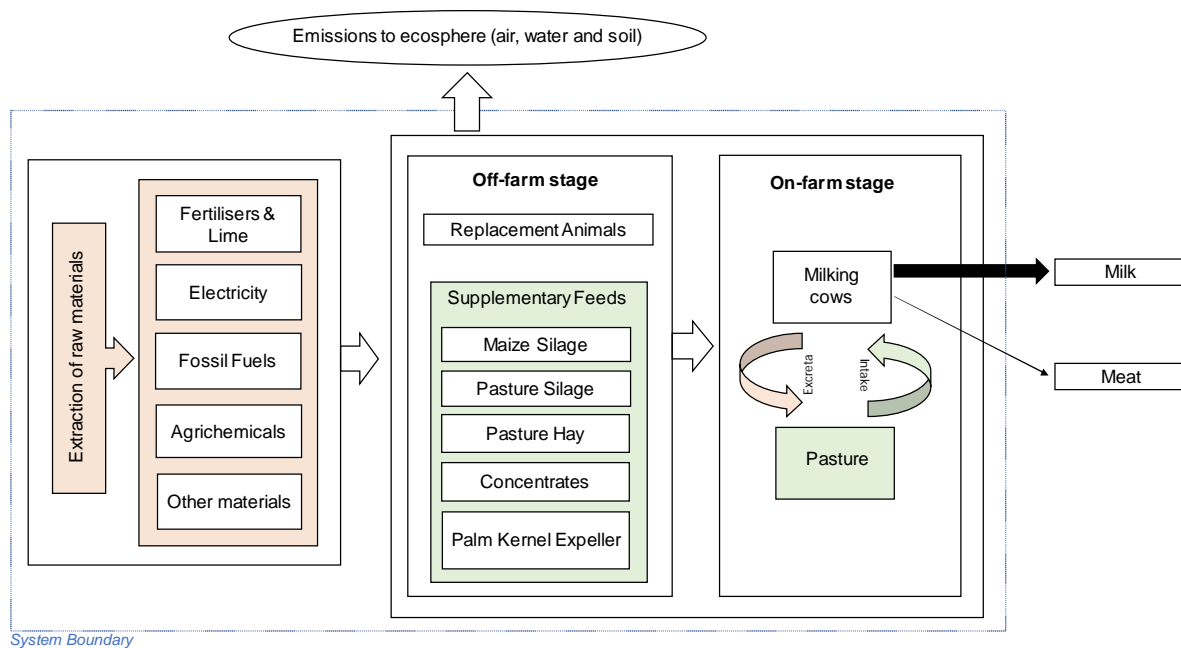 Emissions to ecosphere (air, water and soil)
Extraction of raw materials
Fertilisers &
Lime
Electricity
Fossil Fuels
Agrichemicals
Other materials
Off-farm stage
Replacement Animals
Supplementary Feeds
Maize Silage
Pasture Silage
Pasture Hay
Concentrates
Palm Kernel Expeller
On-farm stage
Milking
cows
Excreta
Intake
Pasture
Milk
Meat
System Boundary